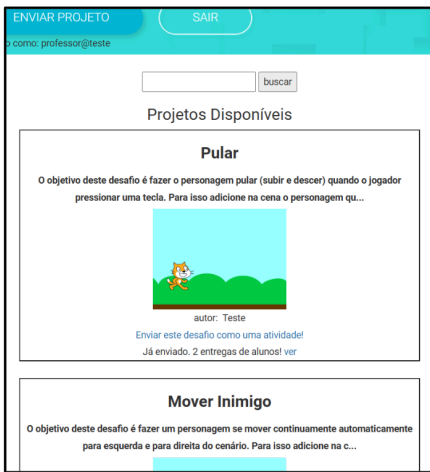 ENVIAR PROJETO
SAIR
o como: professor@teste
buscar
Projetos Disponíveis
Pular
O objetivo deste desafio é fazer o personagem pular (subir e descer) quando o jogador
pressionar uma tecla. Para isso adicione na cena o personagem qu...
autor: Teste
Enviar este desafio como uma atividade!
Já enviado. 2 entregas de alunos! ver
Mover Inimigo
O objetivo deste desafio é fazer um personagem se mover continuamente automaticamente
para esquerda e para direita do cenário. Para isso adicione na c...